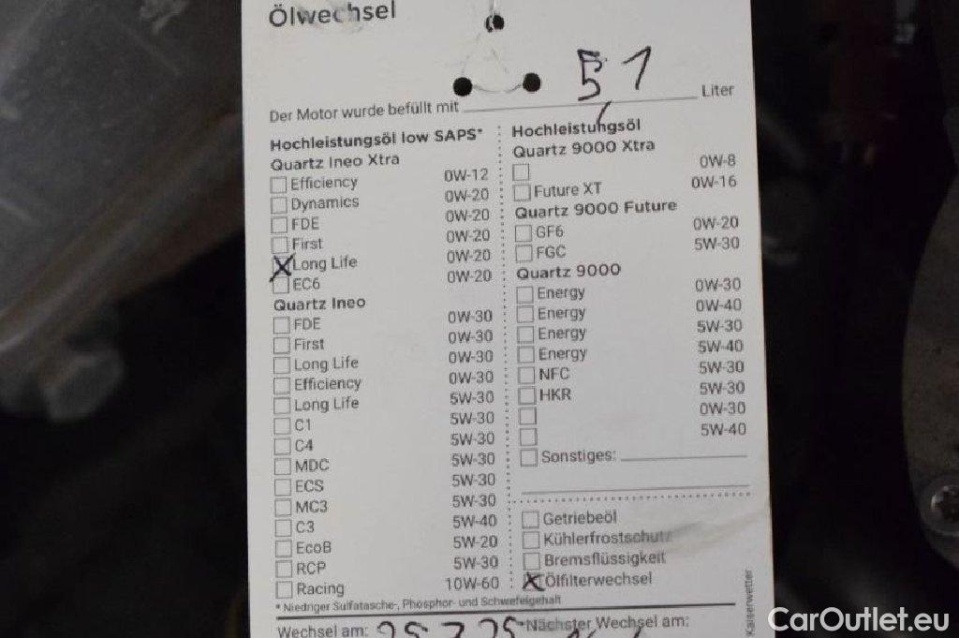 Ölwechsel
Der Motor wurde befüllt mit 5,1 Liter
Hochleistungsöl low SAPS*
Quartz Ineo Xtra
Efficiency 0W-12
Dynamics 0W-20
FDE 0W-20
First 0W-20
X Long Life 0W-20
EC6 0W-20
Quartz Ineo
FDE 0W-30
First 0W-30
Long Life 0W-30
Efficiency 0W-30
Long Life 5W-30
C1 5W-30
C4 5W-30
MDC 5W-30
ECS 5W-30
MC3 5W-30
C3 5W-40
EcoB 5W-20
RCP 5W-30
Racing 10W-60
* Niedriger Sulfatasche-, Phosphor- und Schwefelgehalt
Hochleistungsöl
Quartz 9000 Xtra
0W-8
Future XT 0W-16
Quartz 9000 Future
GF6 0W-20
FGC 5W-30
Quartz 9000
Energy 0W-30
Energy 0W-40
Energy 5W-30
Energy 5W-40
NFC 5W-30
HKR 5W-30
0W-30
5W-40
Sonstiges:
Getriebeöl
Kühlerfrostschutz
Bremsflüssigkeit
X Ölfilterwechsel
Wechsel am: Nächster Wechsel am:
Kaiserwetter
CarOutlet.eu